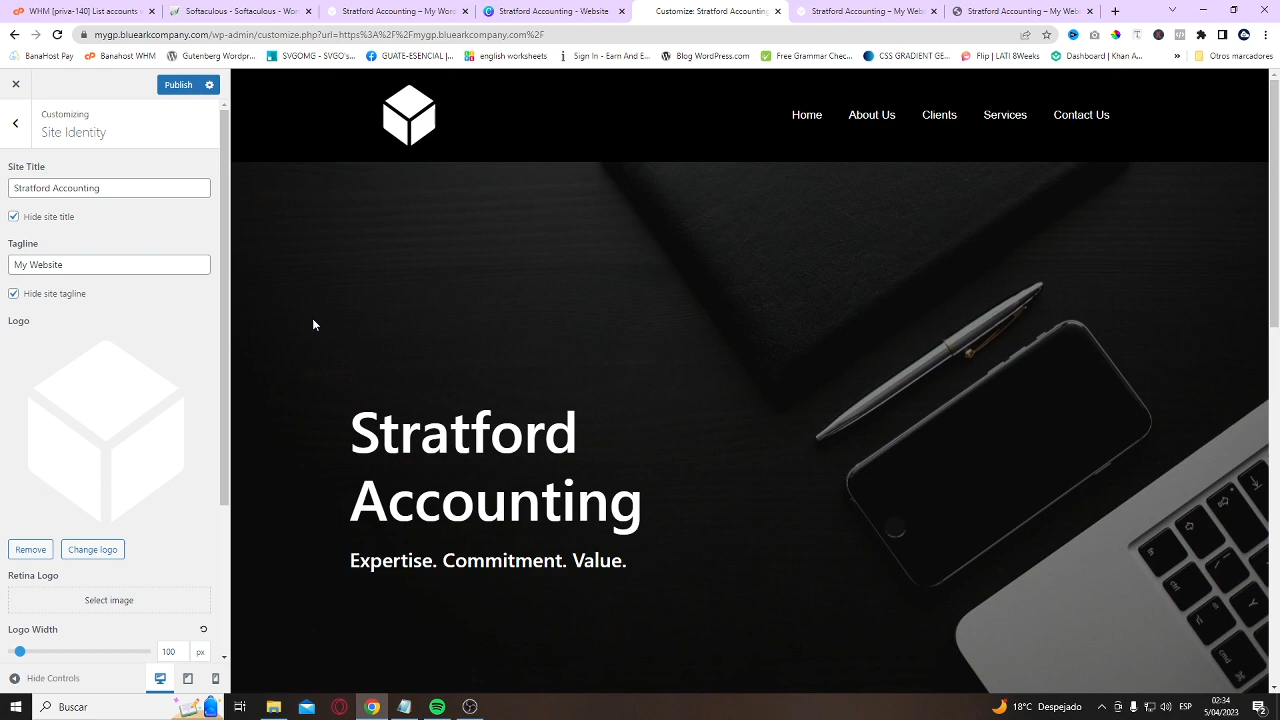 WHM [priva-140] List accounts
Softaculous - Softaculous - Wor
Stratford Accounting – My Word
Stratford Accounting - Website
Customize: Stratford Accounting
Stratford Accounting – My Web
Stratford Accounting – My Web
mygp.bluearkcompany.com/wp-admin/customize.php?url=https%3A%2F%2Fmygp.bluearkcompany.com%2F
BanaHost Pay
Banahost WHM
Gutenberg Wordpr...
SVGOMG - SVGO's...
GUATE-ESENCIAL |...
english sentences
Sign In - Earn And E...
Blog WordPress.com
Free Grammar Chec...
CSS GRADIENT GE...
Flip | LATI 8Weeks
Dashboard | Khan A...
»
Otros marcadores
Publish
Customizing
Site Identity
Site Title
Stratford Accounting
Hide site title
Tagline
My Website
Hide site tagline
Logo
Remove
Change logo
Retina Logo
Select image
Logo Width
100
px
Hide Controls
Home
About Us
Clients
Services
Contact Us
Stratford
Accounting
Expertise. Commitment. Value.
fn
ctrl
cmd
Buscar
18°C Despejado
ESP
02:34
5/04/2023